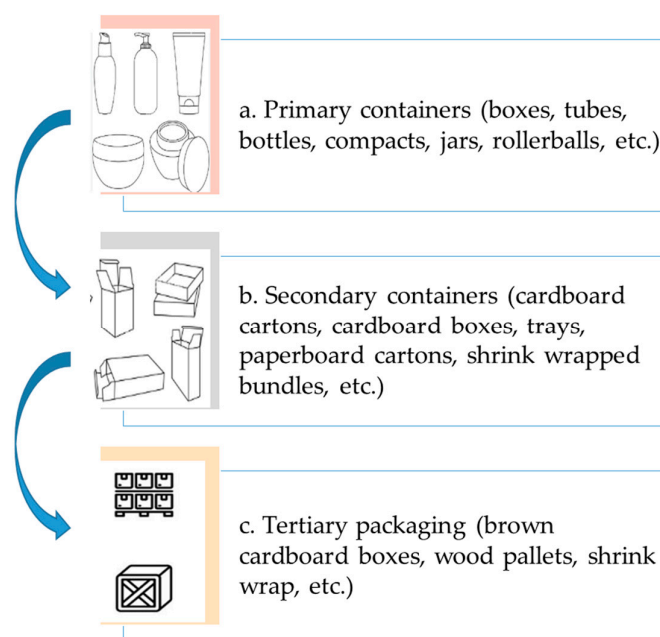 a. Primary containers (boxes, tubes,
bottles, compacts, jars, rollerballs, etc.)
b. Secondary containers (cardboard
cartons, cardboard boxes, trays,
paperboard cartons, shrink wrapped
bundles, etc.)
c. Tertiary packaging (brown
cardboard boxes, wood pallets, shrink
wrap, etc.)